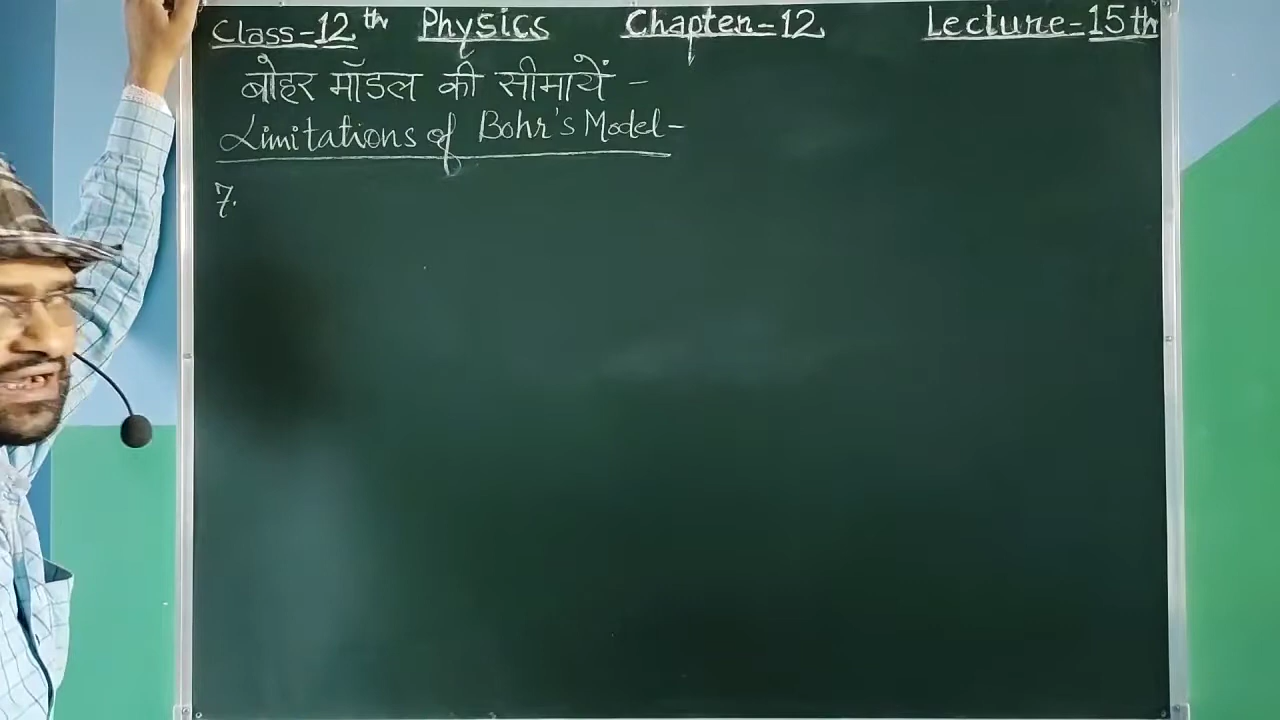 Class-12th Physics Chapter-12 Lecture-15th
बोहर मॉडल की सीमायें -
Limitations of Bohr's Model-
7.